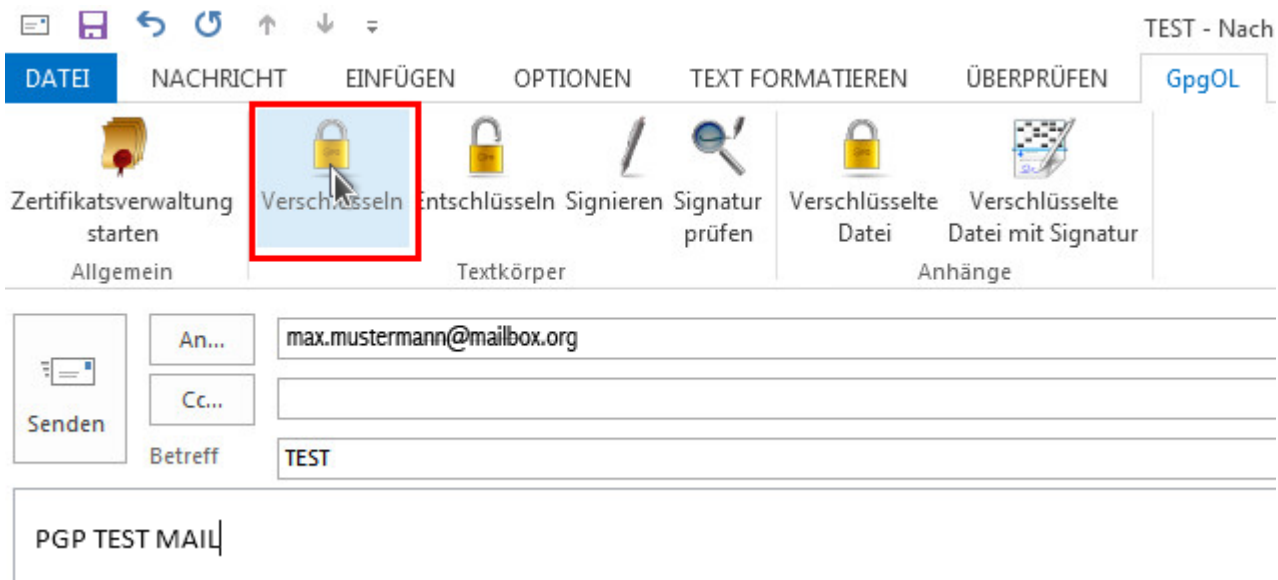 TEST - Nach
DATEI NACHRICHT EINFÜGEN OPTIONEN TEXT FORMATIEREN ÜBERPRÜFEN GpgOL
Zertifikatsverwaltung starten
Verschlüsseln
Entschlüsseln
Signieren
Signatur prüfen
Verschlüsselte Datei
Verschlüsselte Datei mit Signatur
Allgemein Textkörper Anhänge
Senden
An... max.mustermann@mailbox.org
Cc...
Betreff TEST
PGP TEST MAIL